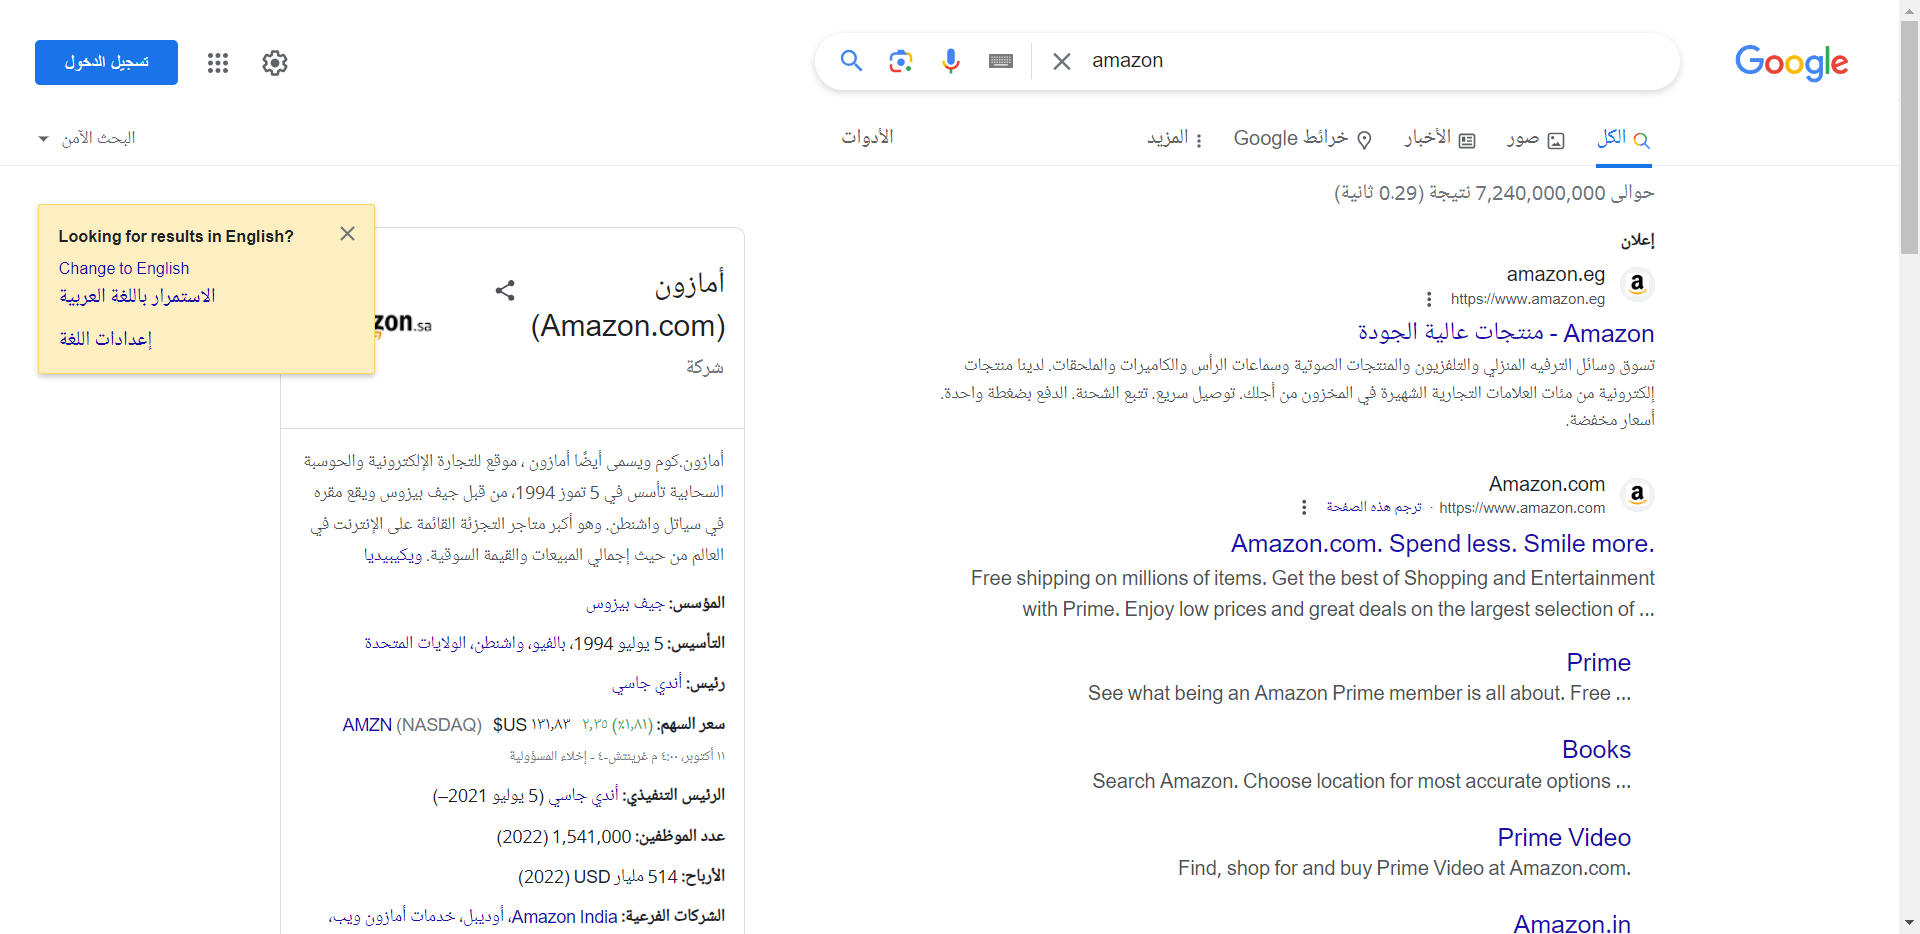 Google
amazon
تسجيل الدخول
الكل
صور
الأخبار
خرائط Google
المزيد
الأدوات
البحث الآمن
حوالى 7,240,000,000 نتيجة (0.29 ثانية)
إعلان
amazon.eg
https://www.amazon.eg
Amazon - منتجات عالية الجودة
تسوق وسائل الترفيه المنزلي والتلفزيون والمنتجات الصوتية وسماعات الرأس والكاميرات والملحقات. لدينا منتجات
إلكترونية من مئات العلامات التجارية الشهيرة في المخزون من أجلك. توصيل سريع. تتبع الشحنة. الدفع بضغطة واحدة.
أسعار مخفضة.
Amazon.com
https://www.amazon.com · ترجم هذه الصفحة
Amazon.com. Spend less. Smile more.
Free shipping on millions of items. Get the best of Shopping and Entertainment
with Prime. Enjoy low prices and great deals on the largest selection of ...
Prime
See what being an Amazon Prime member is all about. Free ...
Books
Search Amazon. Choose location for most accurate options ...
Prime Video
Find, shop for and buy Prime Video at Amazon.com.
Amazon.in
أمازون
(Amazon.com)
شركة
zon.sa
أمازون.كوم ويسمى أيضًا أمازون ، موقع للتجارة الإلكترونية والحوسبة
السحابية تأسس في 5 تموز 1994، من قبل جيف بيزوس ويقع مقره
في سياتل واشنطن. وهو أكبر متاجر التجزئة القائمة على الإنترنت في
العالم من حيث إجمالي المبيعات والقيمة السوقية. ويكيبيديا
المؤسس: جيف بيزوس
التأسيس: 5 يوليو 1994، بالفيو، واشنطن، الولايات المتحدة
رئيس: أندي جاسي
سعر السهم: AMZN (NASDAQ) $US ١٣١٫٨٣ ٢٫٣٥ (١٫٨١٪)
١١ أكتوبر، ٤:٠٠ م غرينتش-٤ - إخلاء المسؤولية
الرئيس التنفيذي: أندي جاسي (5 يوليو 2021–)
عدد الموظفين: 1,541,000 (2022)
الأرباح: 514 مليار USD (2022)
الشركات الفرعية: Amazon India، أوديبل، خدمات أمازون ويب،
Looking for results in English?
Change to English
الاستمرار باللغة العربية
إعدادات اللغة